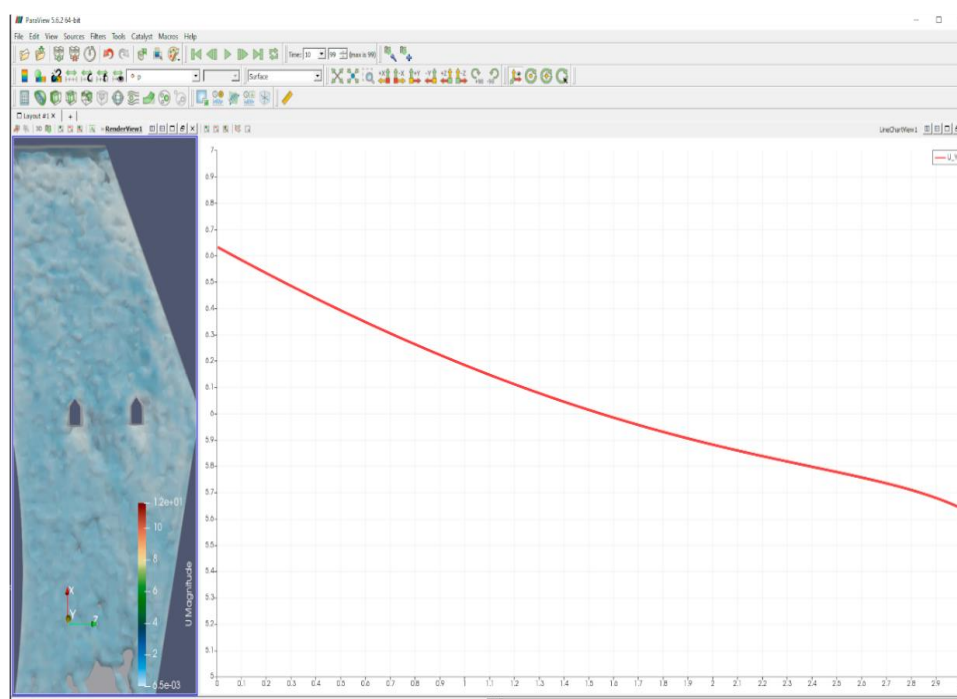 ParaView 5.6.2 64-bit
File Edit View Sources Filters Tools Catalyst Macros Help
Time: 10 99 (max is 99)
p Surface
Layout #1 × +
3D RenderView1
LineChartView1
7
6.9
6.8
6.7
6.6
6.5
6.4
6.3
6.2
6.1
6
5.9
5.8
5.7
5.6
5.5
5.4
5.3
5.2
5.1
5
0 0.1 0.2 0.3 0.4 0.5 0.6 0.7 0.8 0.9 1 1.1 1.2 1.3 1.4 1.5 1.6 1.7 1.8 1.9 2 2.1 2.2 2.3 2.4 2.5 2.6 2.7 2.8 2.9
1.2e+01
10
8
6
4
2
6.5e-03
U Magnitude
X
Y
Z